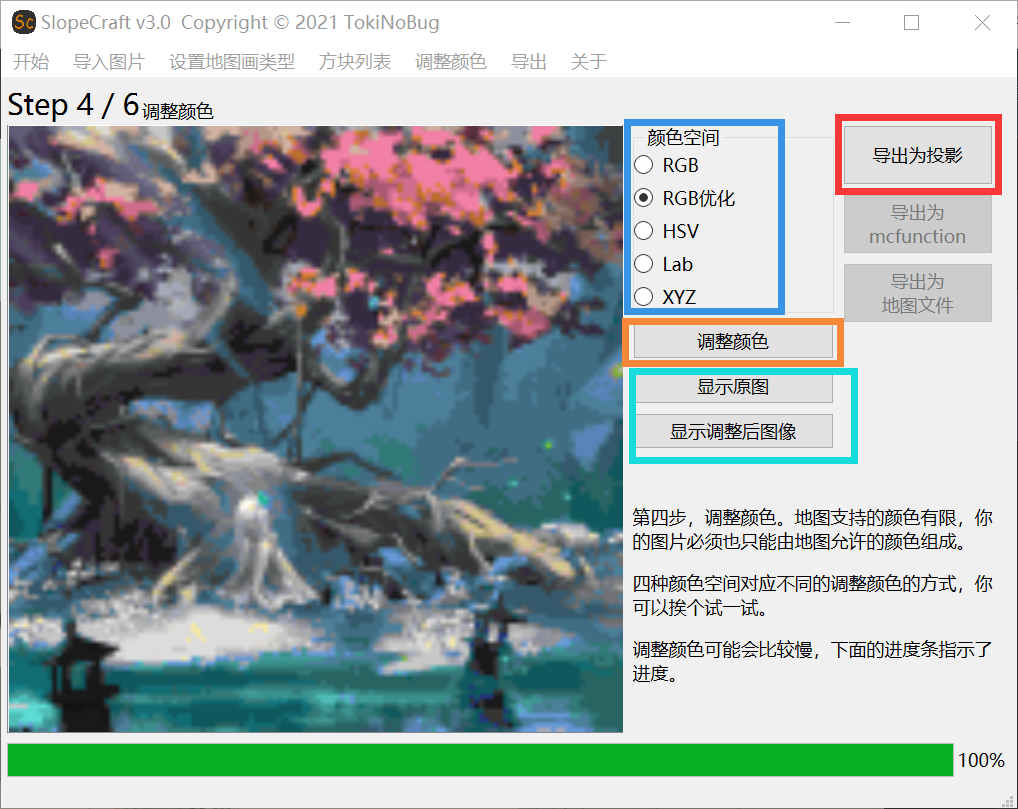 SlopeCraft v3.0  Copyright © 2021 TokiNoBug
开始 导入图片 设置地图画类型 方块列表 调整颜色 导出 关于
Step 4 / 6 调整颜色
颜色空间
RGB
RGB优化
HSV
Lab
XYZ
导出为投影
导出为
mcfunction
导出为
地图文件
调整颜色
显示原图
显示调整后图像
第四步，调整颜色。地图支持的颜色有限，你
的图片必须也只能由地图允许的颜色组成。
四种颜色空间对应不同的调整颜色的方式，你
可以挨个试一试。
调整颜色可能会比较慢，下面的进度条指示了
进度。
100%